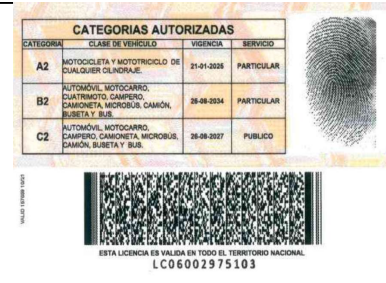 CATEGORIAS AUTORIZADAS
CATEGORIA CLASE DE VEHÍCULO VIGENCIA SERVICIO
A2 MOTOCICLETA Y MOTOTRICICLO DE CUALQUIER CILINDRAJE. 21-01-2025 PARTICULAR
B2 AUTOMÓVIL, MOTOCARRO, CUATRIMOTO, CAMPERO, CAMIONETA, MICROBÚS, CAMIÓN, BUSETA Y BUS. 26-08-2034 PARTICULAR
C2 AUTOMÓVIL, MOTOCARRO, CAMPERO, CAMIONETA, MICROBÚS, CAMIÓN, BUSETA Y BUS. 26-08-2027 PUBLICO
ESTA LICENCIA ES VALIDA EN TODO EL TERRITORIO NACIONAL
LC06002975103